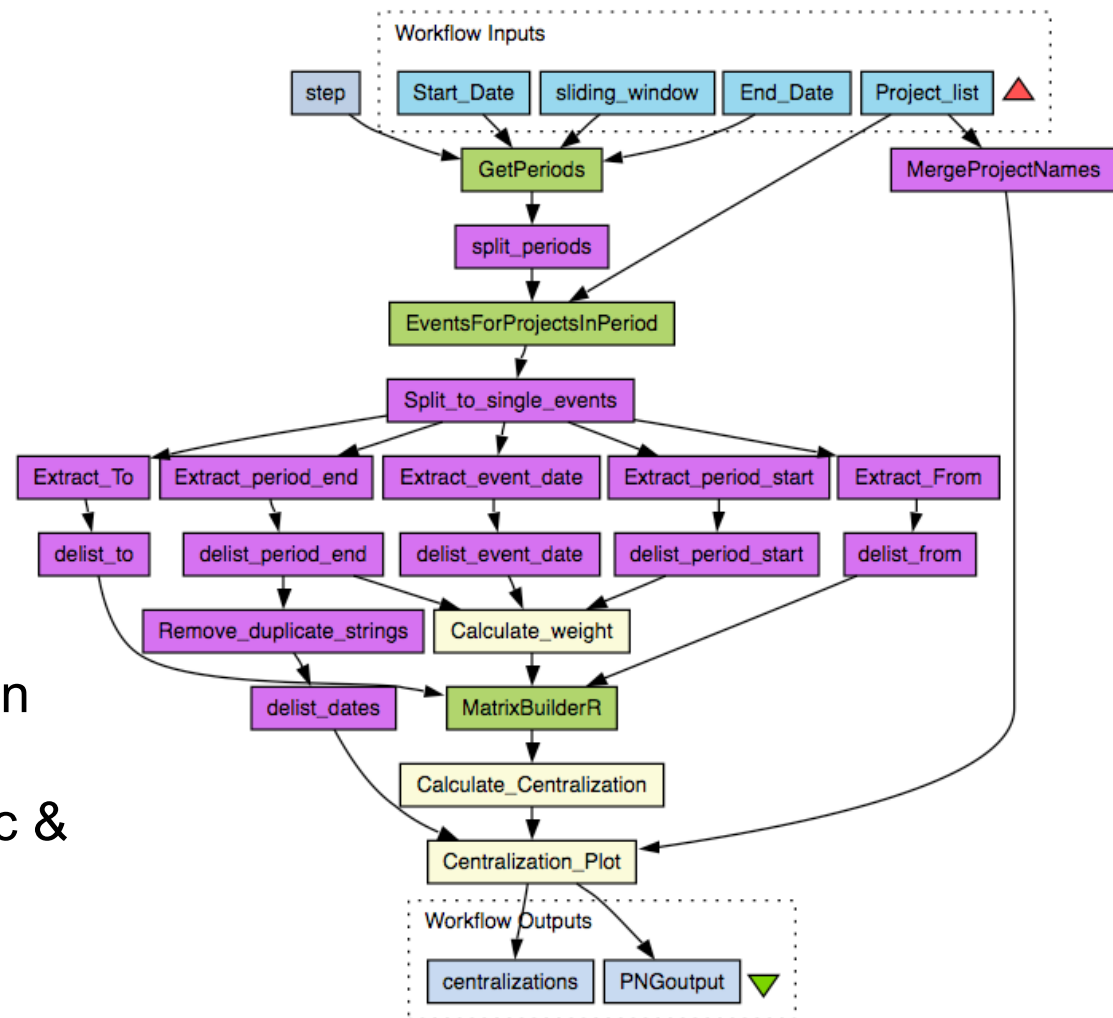 Workflow Inputs
step
Start_Date
sliding_window
End_Date
Project_list
GetPeriods
MergeProjectNames
split_periods
EventsForProjectsInPeriod
Split_to_single_events
Extract_To
Extract_period_end
Extract_event_date
Extract_period_start
Extract_From
delist_to
delist_period_end
delist_event_date
delist_period_start
delist_from
Remove_duplicate_strings
Calculate_weight
n
delist_dates
MatrixBuilderR
Calculate_Centralization
c &
Centralization_Plot
Workflow Outputs
centralizations
PNGoutput